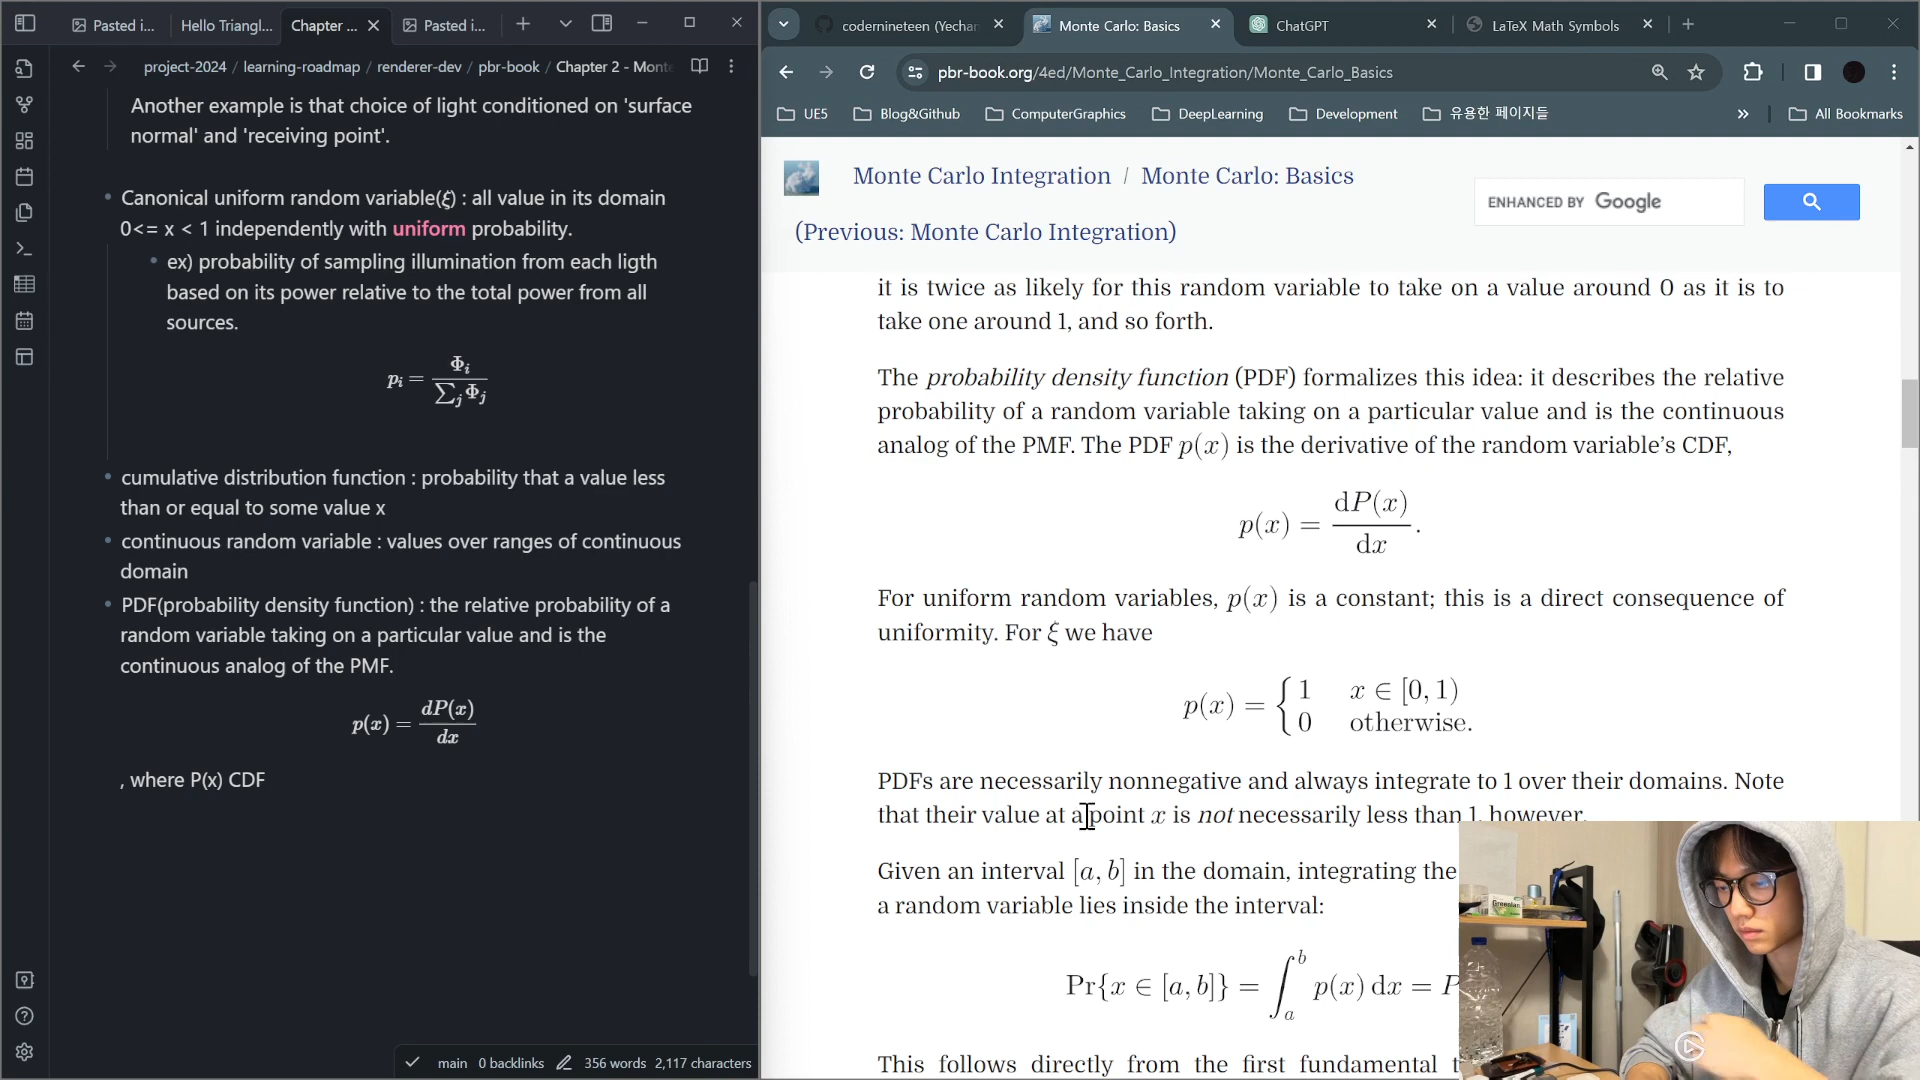 Pasted i...
Hello Triangl...
Chapter ...
Pasted i...
project-2024 / learning-roadmap / renderer-dev / pbr-book / Chapter 2 - Monte
Another example is that choice of light conditioned on 'surface
normal' and 'receiving point'.
Canonical uniform random variable(ξ) : all value in its domain
0<= x < 1 independently with uniform probability.
ex) probability of sampling illumination from each ligth
based on its power relative to the total power from all
sources.
p_i = Φ_i / ∑_j Φ_j
cumulative distribution function : probability that a value less
than or equal to some value x
continuous random variable : values over ranges of continuous
domain
PDF(probability density function) : the relative probability of a
random variable taking on a particular value and is the
continuous analog of the PMF.
p(x) = dP(x) / dx
, where P(x) CDF
main 0 backlinks 356 words 2,117 characters
codernineteen (Yechan
Monte Carlo: Basics
ChatGPT
LaTeX Math Symbols
pbr-book.org/4ed/Monte_Carlo_Integration/Monte_Carlo_Basics
UE5
Blog&Github
ComputerGraphics
DeepLearning
Development
유용한 페이지들
»
All Bookmarks
Monte Carlo Integration / Monte Carlo: Basics
ENHANCED BY Google
(Previous: Monte Carlo Integration)
it is twice as likely for this random variable to take on a value around 0 as it is to
take one around 1, and so forth.
The probability density function (PDF) formalizes this idea: it describes the relative
probability of a random variable taking on a particular value and is the continuous
analog of the PMF. The PDF p(x) is the derivative of the random variable’s CDF,
p(x) = dP(x) / dx.
For uniform random variables, p(x) is a constant; this is a direct consequence of
uniformity. For ξ we have
p(x) = { 1 x ∈ [0, 1)
0 otherwise.
PDFs are necessarily nonnegative and always integrate to 1 over their domains. Note
that their value at a point x is not necessarily less than 1, however.
Given an interval [a, b] in the domain, integrating the
a random variable lies inside the interval:
Pr{x ∈ [a, b]} = ∫_a^b p(x) dx = P
This follows directly from the first fundamental t